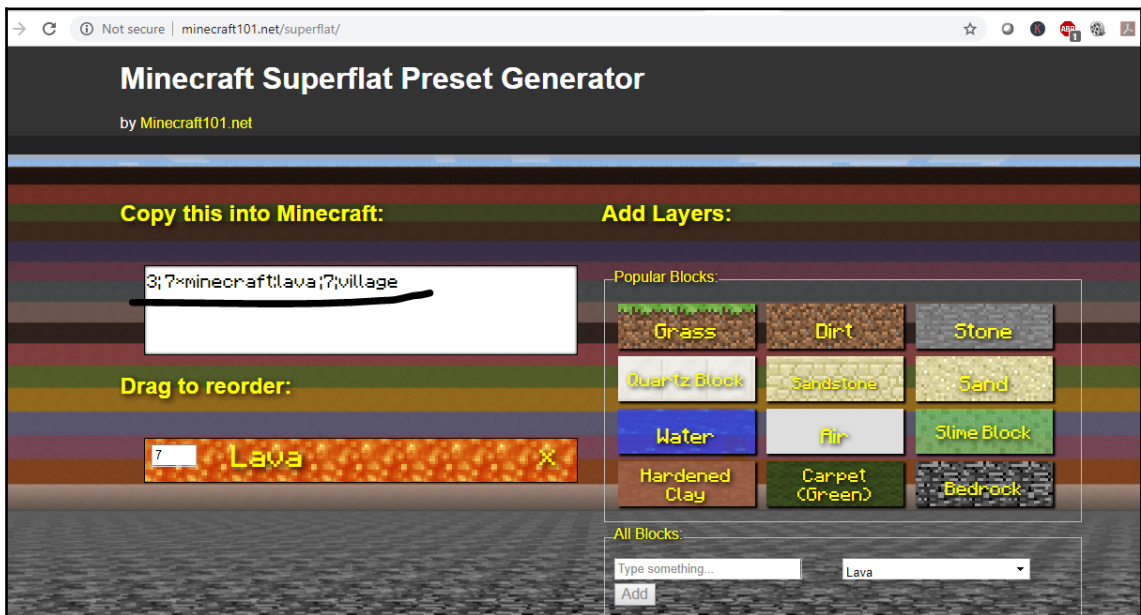 Not secure | minecraft101.net/superflat/
Minecraft Superflat Preset Generator
by Minecraft101.net
Copy this into Minecraft:
3;7×minecraft:lava;7;village
Drag to reorder:
7 Lava X
Add Layers:
Popular Blocks:
Grass Dirt Stone
Quartz Block Sandstone Sand
Water Air Slime Block
Hardened Clay Carpet (Green) Bedrock
All Blocks:
Type something... Lava
Add